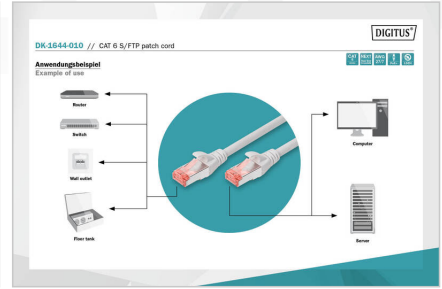 DIGITUS®
DK-1644-010 // CAT 6 S/FTP patch cord
Anwendungsbeispiel
Example of use
Router
Switch
Wall outlet
Floor tank
Computer
Server